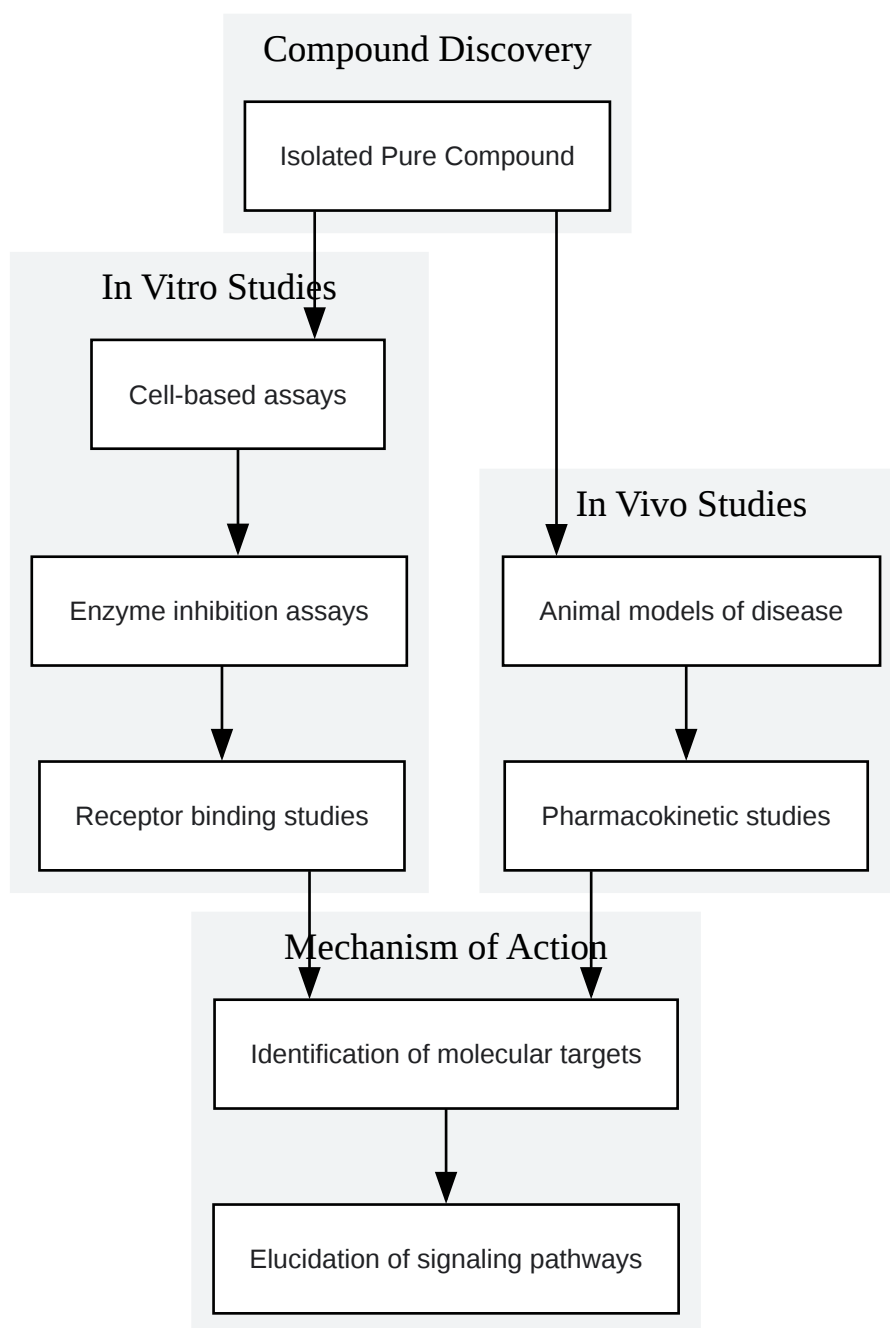 Compound Discovery
Isolated Pure Compound
In Vitro Studies
Cell-based assays
Enzyme inhibition assays
Receptor binding studies
In Vivo Studies
Animal models of disease
Pharmacokinetic studies
Mechanism of Action
Identification of molecular targets
Elucidation of signaling pathways